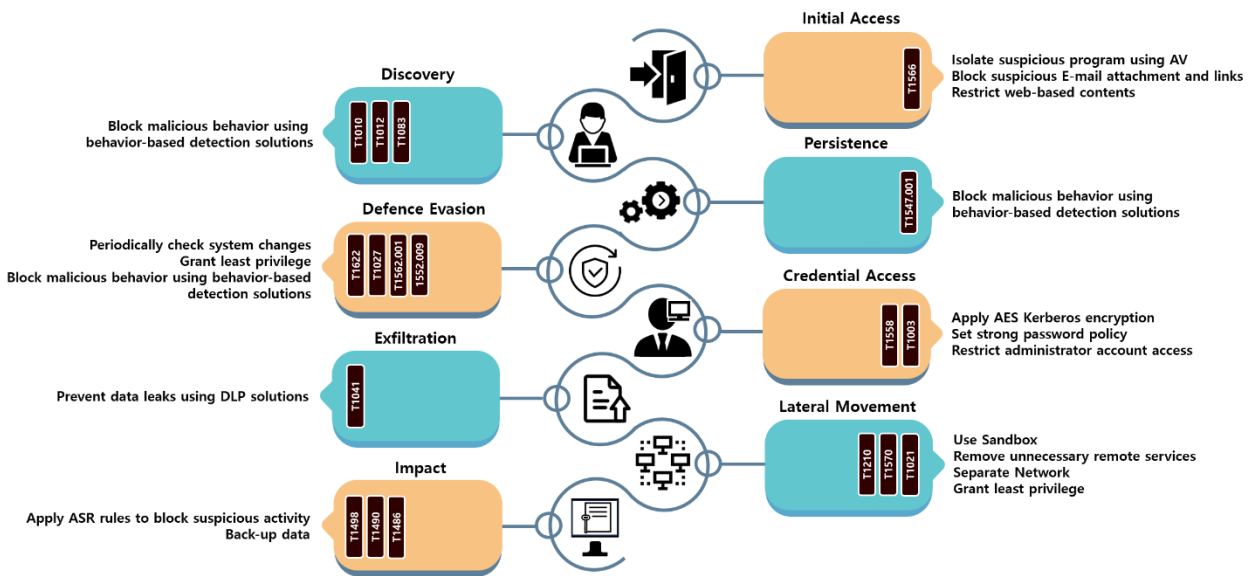 Initial Access
T1566
Isolate suspicious program using AV
Block suspicious E-mail attachment and links
Restrict web-based contents
Discovery
Block malicious behavior using
behavior-based detection solutions
T1010
T1012
T1083
Persistence
T1547.001
Block malicious behavior using
behavior-based detection solutions
Defence Evasion
Periodically check system changes
Grant least privilege
Block malicious behavior using behavior-based
detection solutions
T1622
T1027
T1562.001
1552.009
Credential Access
T1558
T1003
Apply AES Kerberos encryption
Set strong password policy
Restrict administrator account access
Exfiltration
Prevent data leaks using DLP solutions
T1041
Lateral Movement
T1210
T1570
T1021
Use Sandbox
Remove unnecessary remote services
Separate Network
Grant least privilege
Impact
Apply ASR rules to block suspicious activity
Back-up data
T1498
T1490
T1486